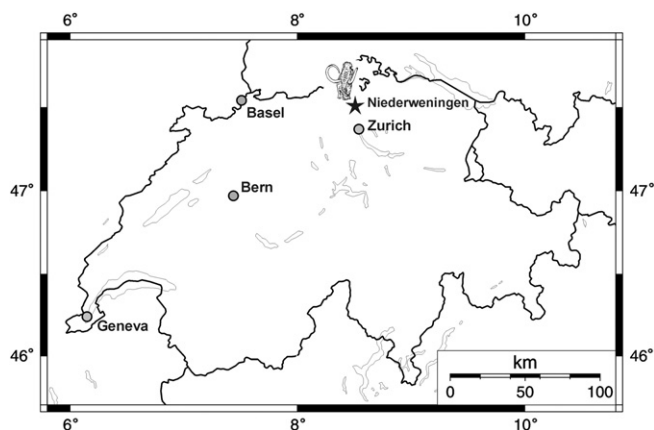 6° 8° 10°
Niederweningen
Basel
Zurich
47° 47°
Bern
Geneva
46° 46°
km
0 50 100
6° 8° 10°